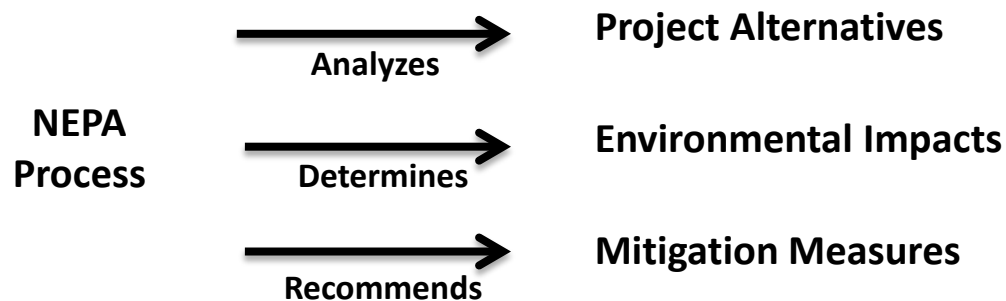 Project Alternatives
Analyzes
NEPA
Process
Environmental Impacts
Determines
Mitigation Measures
Recommends